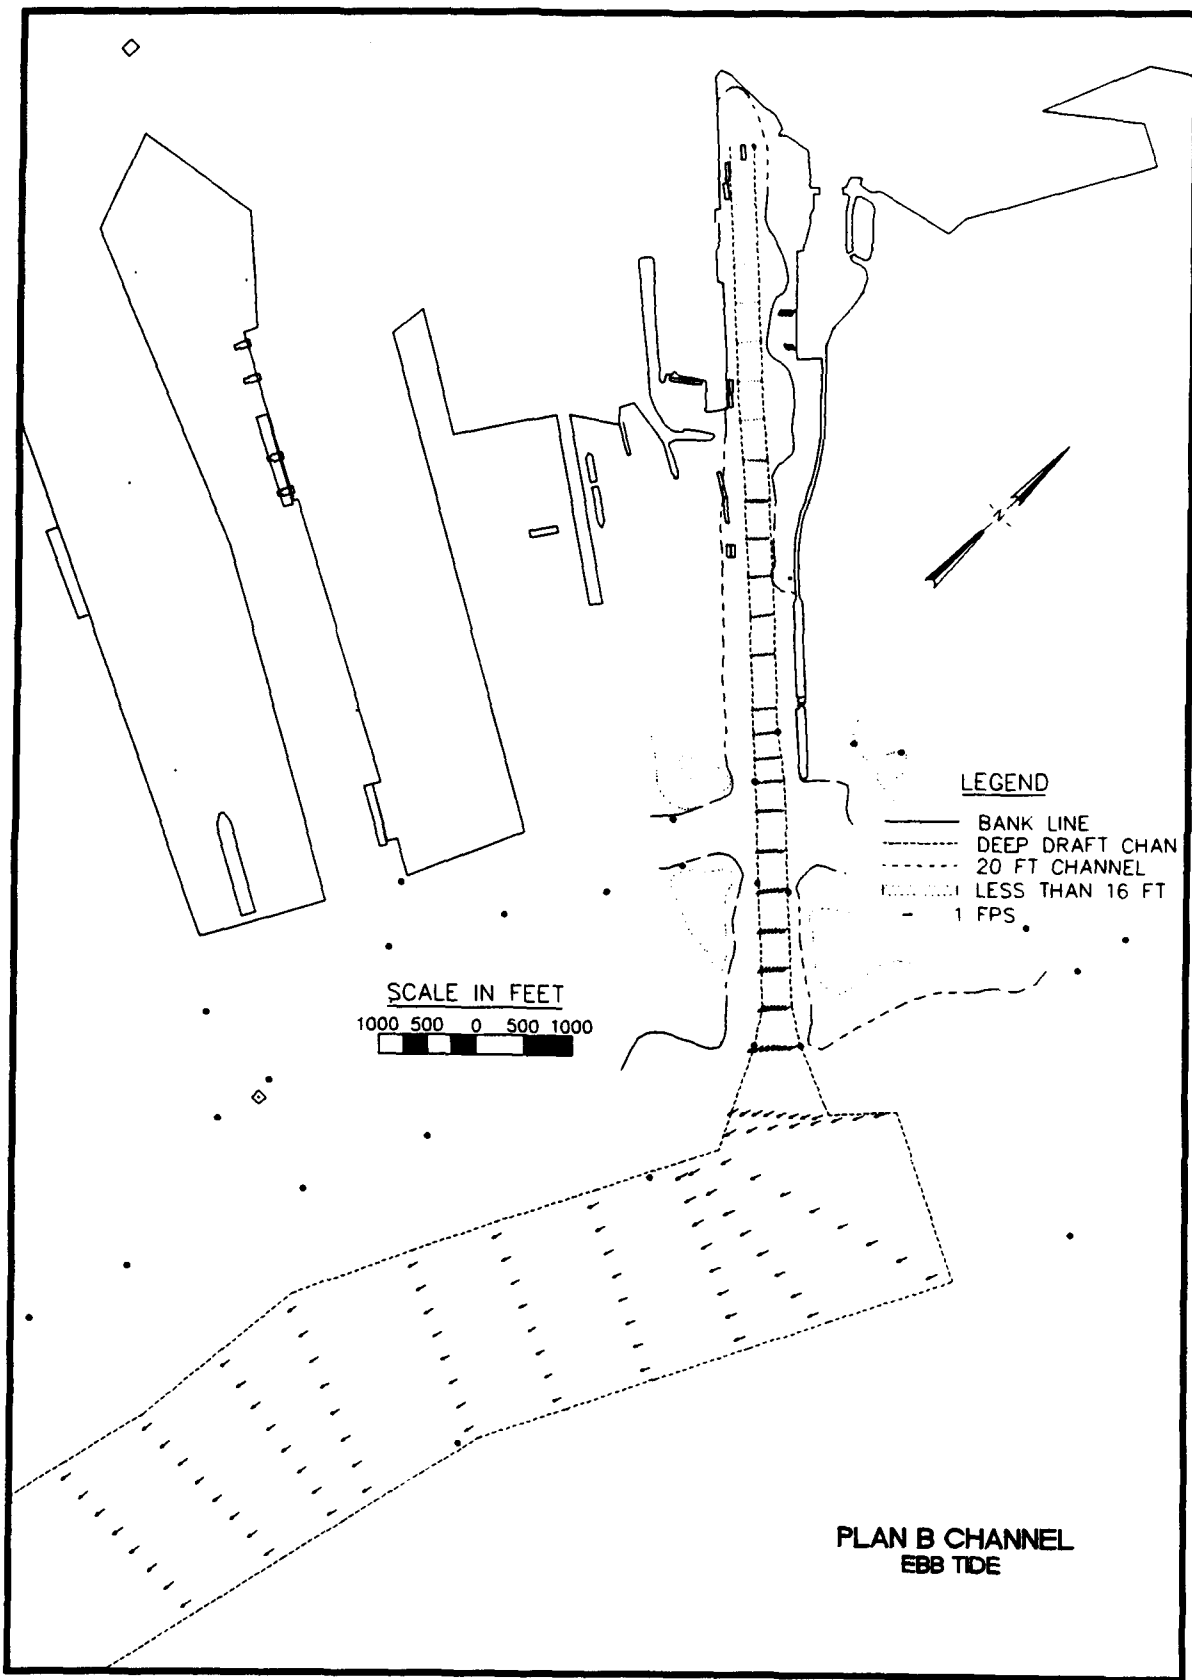 N
LEGEND
BANK LINE
DEEP DRAFT CHAN
20 FT CHANNEL
LESS THAN 16 FT
1 FPS
SCALE IN FEET
1000 500 0 500 1000
PLAN B CHANNEL
EBB TIDE